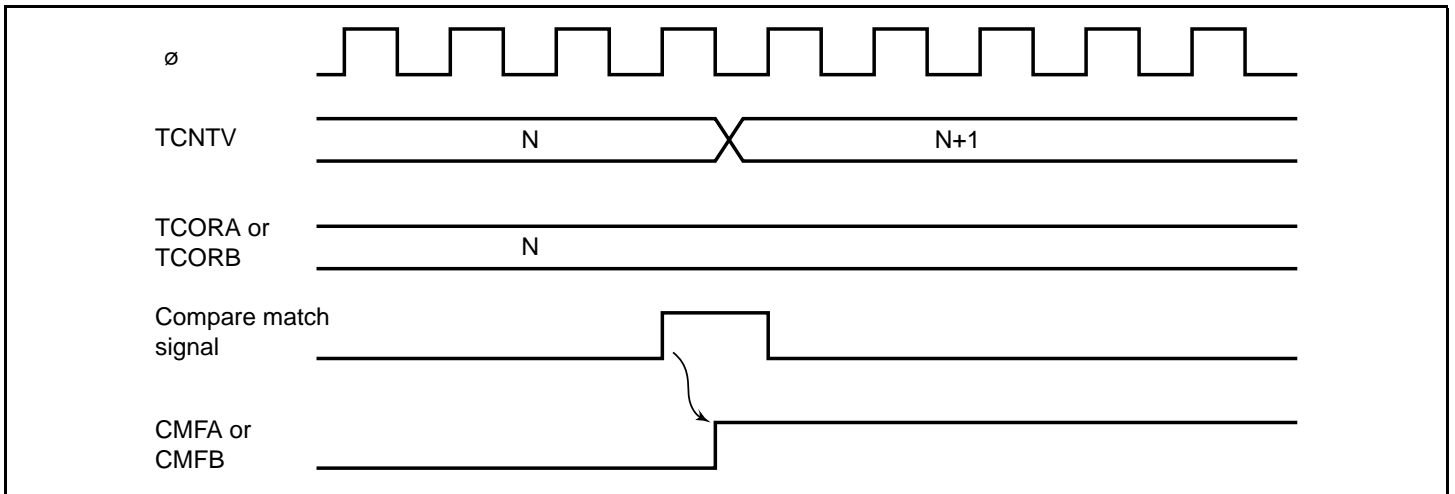 ø
TCNTV
N
N+1
TCORA or
TCORB
N
Compare match
signal
CMFA or
CMFB